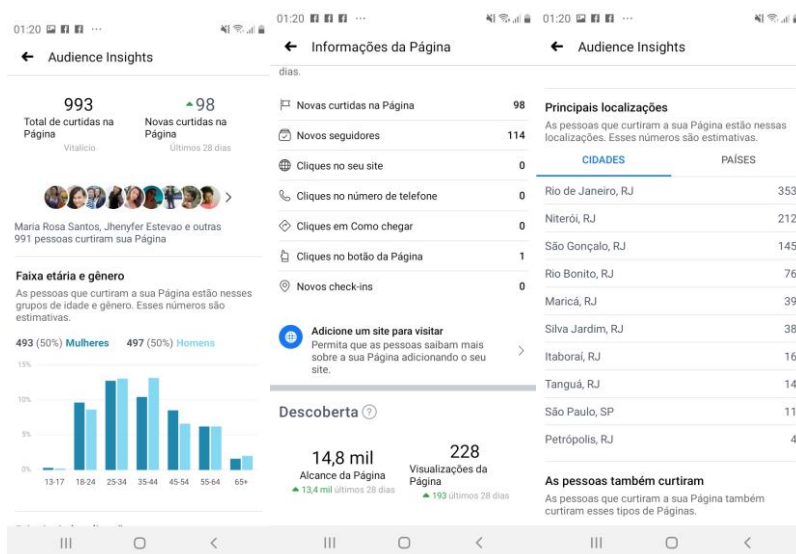 01:20
Audience Insights
993
Total de curtidas na
Página
Vitalício
98
Novas curtidas na
Página
Últimos 28 dias
Maria Rosa Santos, Jhenyfer Estevao e outras
991 pessoas curtiram sua Página
Faixa etária e gênero
As pessoas que curtiram a sua Página estão nesses
grupos de idade e gênero. Esses números são
estimativas.
493 (50%) Mulheres 497 (50%) Homens
15%
10%
5%
0%
13-17 18-24 25-34 35-44 45-54 55-64 65+
01:20
Informações da Página
dias.
Novas curtidas na Página 98
Novos seguidores 114
Cliques no seu site 0
Cliques no número de telefone 0
Cliques em Como chegar 0
Cliques no botão da Página 1
Novos check-ins 0
Adicione um site para visitar
Permita que as pessoas saibam mais
sobre a sua Página adicionando o seu
site.
Descoberta ?
14,8 mil
Alcance da Página
13,4 mil últimos 28 dias
228
Visualizações da
Página
193 últimos 28 dias
01:20
Audience Insights
Principais localizações
As pessoas que curtiram a sua Página estão nessas
localizações. Esses números são estimativas.
CIDADES PAÍSES
Rio de Janeiro, RJ 353
Niterói, RJ 212
São Gonçalo, RJ 145
Rio Bonito, RJ 76
Maricá, RJ 39
Silva Jardim, RJ 38
Itaboraí, RJ 16
Tanguá, RJ 14
São Paulo, SP 11
Petrópolis, RJ 4
As pessoas também curtiram
As pessoas que curtiram a sua Página também
curtiram esses tipos de Páginas.